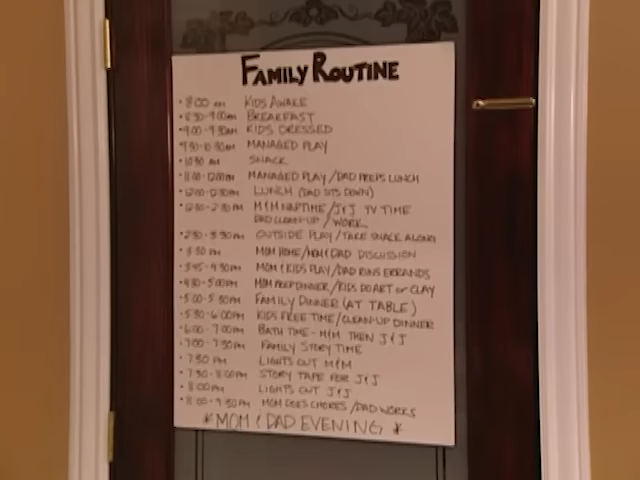 FAMILY ROUTINE
• 8:00 am KIDS AWAKE
• 8:30-9:00am BREAKFAST
• 9:00-9:30am KIDS DRESSED
• 9:30-10:30am MANAGED PLAY
• 10:30 AM SNACK
• 11:00-12:00pm MANAGED PLAY/DAD PREPS LUNCH
• 12:00-12:30pm LUNCH (DAD SITS DOWN)
• 12:30-2:30 PM M&M NAPTIME/J&J TV TIME
DAD CLEAN-UP/WORK
• 2:30-3:30pm OUTSIDE PLAY/TAKE SNACK ALONG
• 3:30 PM MOM HOME/MOM & DAD DISCUSSION
• 3:45-4:30PM MOM & KIDS PLAY/DAD RUNS ERRANDS
• 4:30-5:00PM MOM PREP DINNER/KIDS DO ART or CLAY
• 5:00-5:30PM FAMILY DINNER (AT TABLE)
• 5:30-6:00PM KIDS FREE TIME/CLEAN-UP DINNER
• 6:00-7:00PM BATH TIME - M&M THEN J&J
• 7:00-7:30PM FAMILY STORY TIME
• 7:30 PM LIGHTS OUT M&M
• 7:30-8:00PM STORY TAPE FOR J&J
• 8:00PM LIGHTS OUT J&J
• 8:00-9:30PM MOM DOES CHORES/DAD WORKS
* MOM & DAD EVENING *